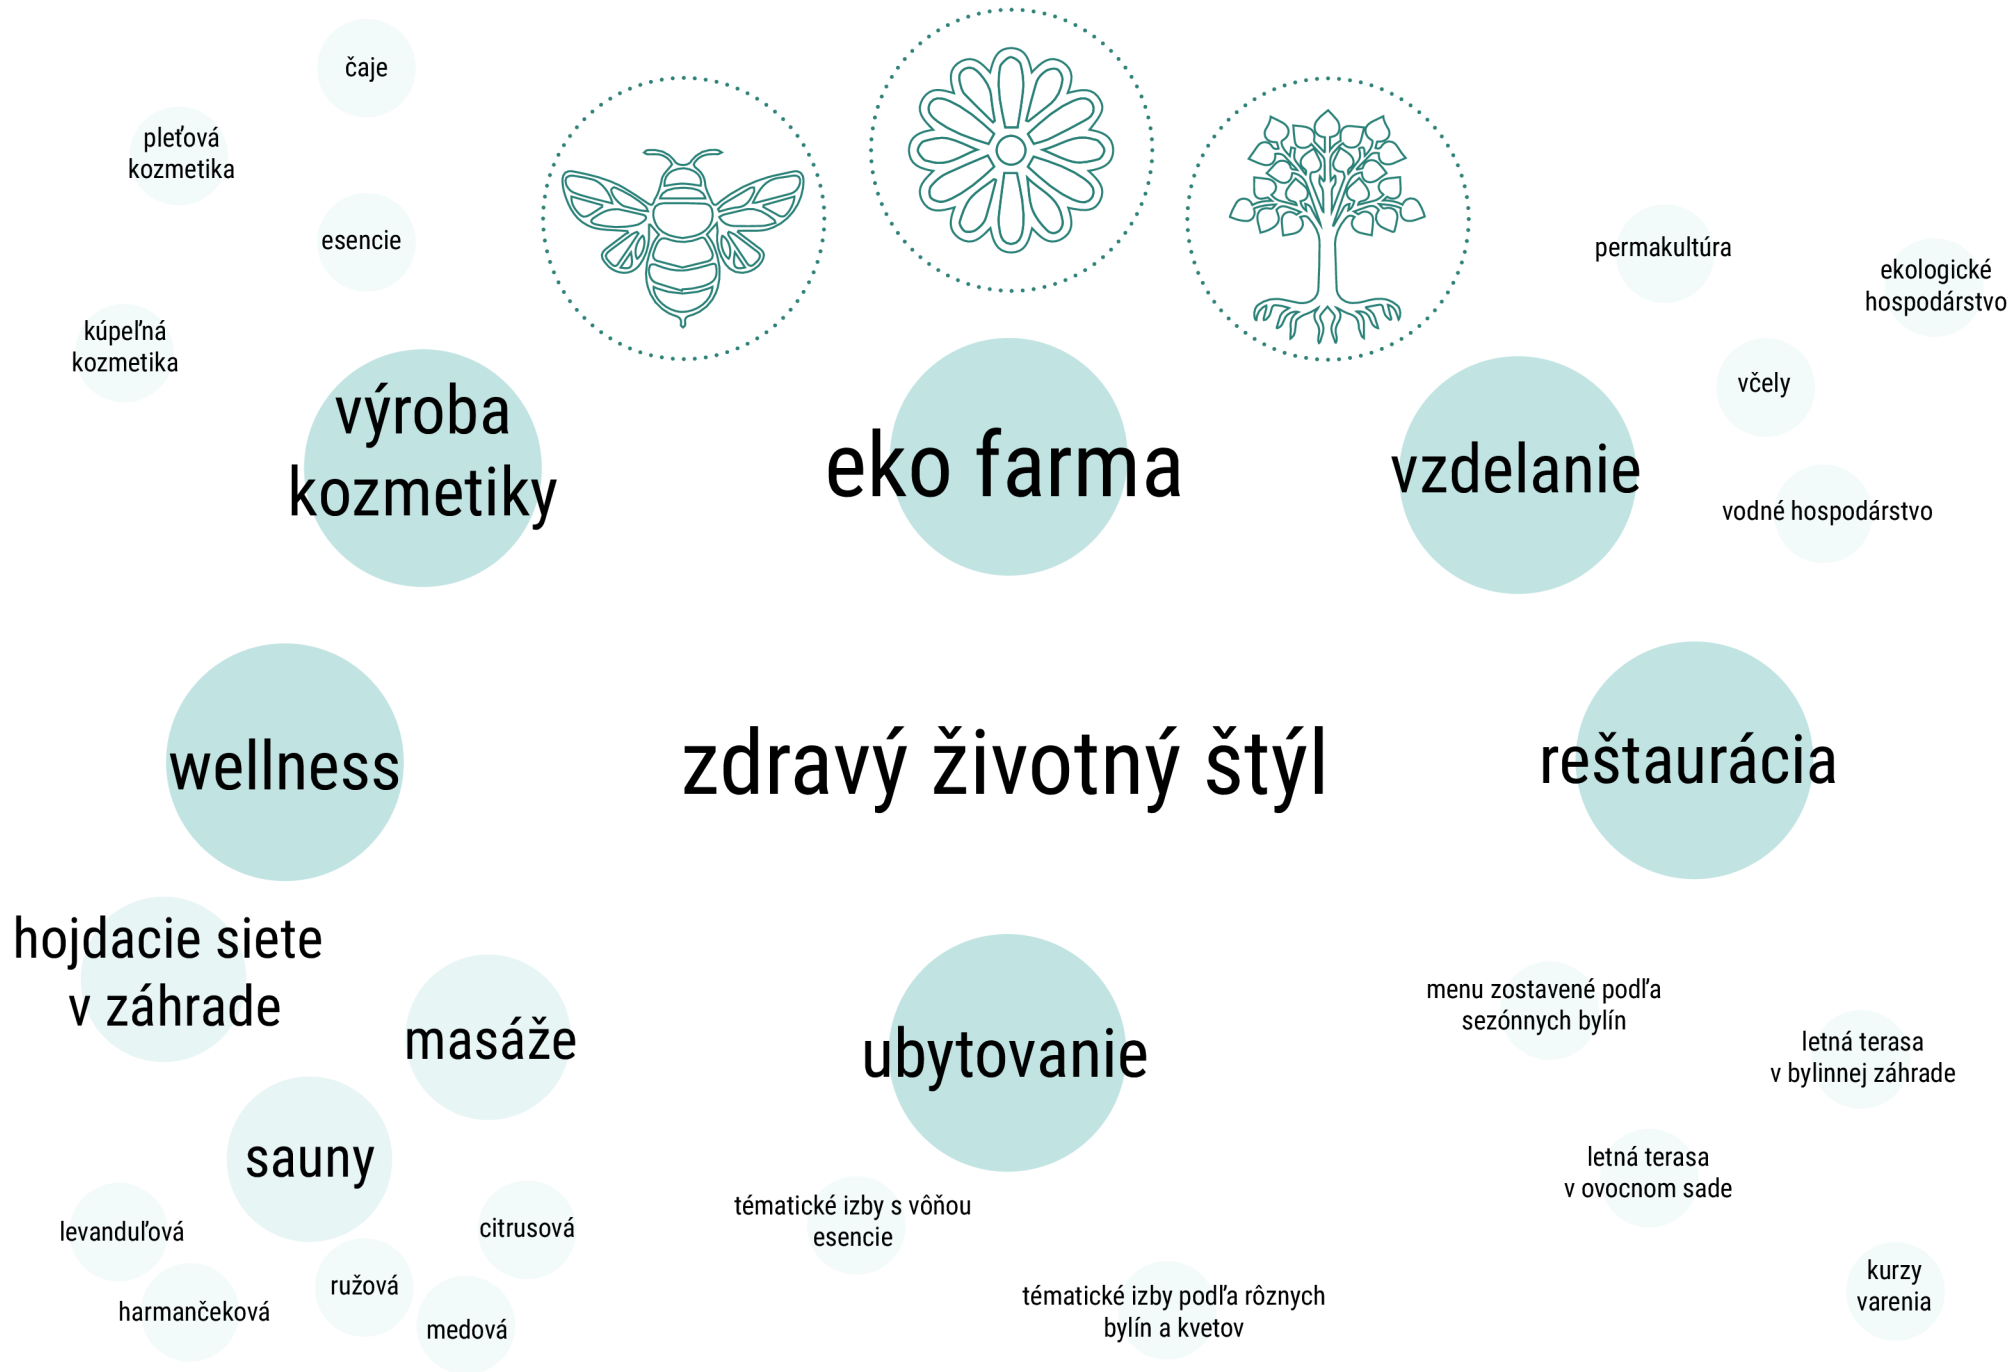 čaje
pleťová
kozmetika
esencie
kúpeľná
kozmetika
výroba
kozmetiky
eko farma
vzdelanie
permakultúra
ekologické
hospodárstvo
včely
vodné hospodárstvo
wellness
zdravý životný štýl
reštaurácia
hojdacie siete
v záhrade
masáže
sauny
levanduľová
harmančeková
ružová
medová
citrusová
ubytovanie
tématické izby s vôňou
esencie
tématické izby podľa rôznych
bylín a kvetov
menu zostavené podľa
sezónnych bylín
letná terasa
v bylinnej záhrade
letná terasa
v ovocnom sade
kurzy
varenia